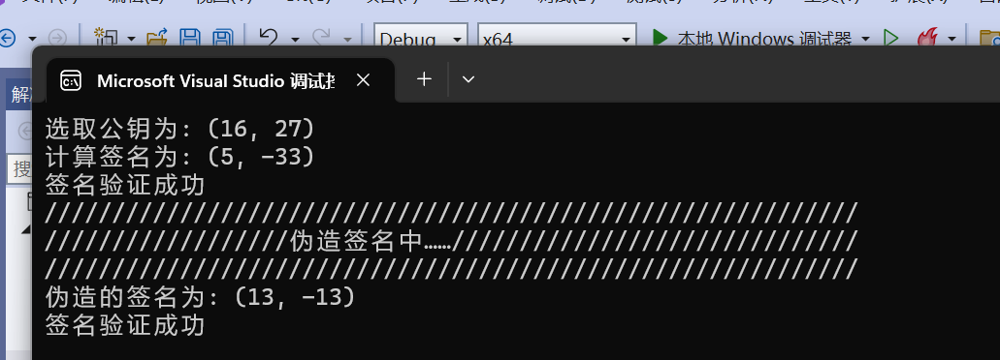 Debug
x64
本地 Windows 调试器
Microsoft Visual Studio 调试控
解
搜
选取公钥为: (16, 27)
计算签名为: (5, -33)
签名验证成功
////////////////////////////////////////////////////////////
//////////////////伪造签名中……//////////////////////////////
////////////////////////////////////////////////////////////
伪造的签名为: (13, -13)
签名验证成功